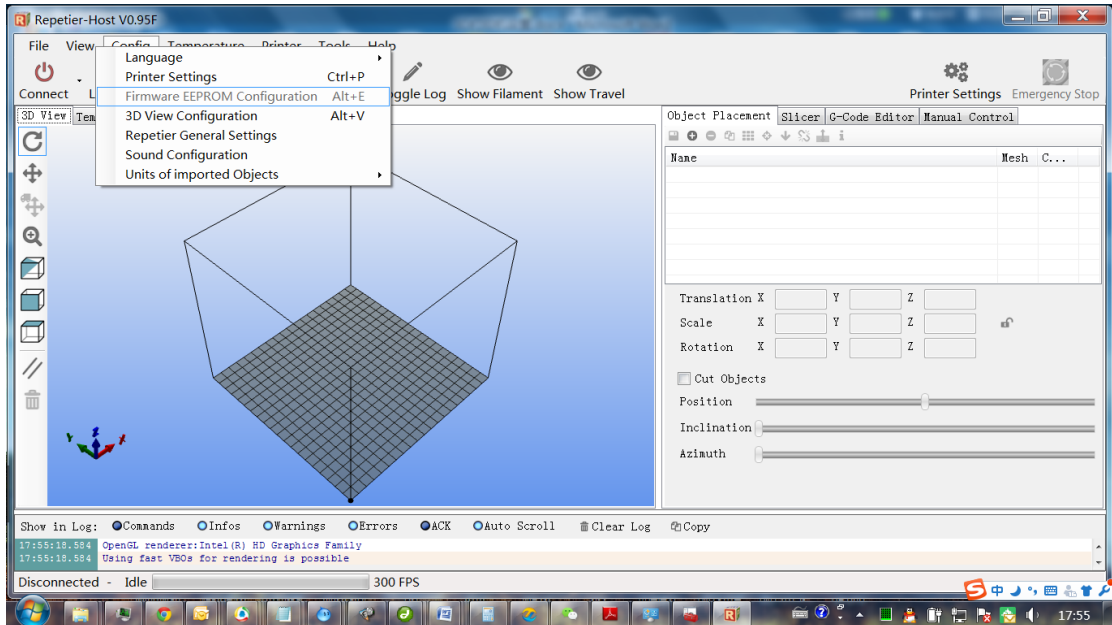 Repetier-Host V0.95F
File View Config Temperature Printer Tools Help
Language
Printer Settings Ctrl+P
Firmware EEPROM Configuration Alt+E
3D View Configuration Alt+V
Repetier General Settings
Sound Configuration
Units of imported Objects
Connect L ggle Log Show Filament Show Travel Printer Settings Emergency Stop
3D View Tem
Object Placement Slicer G-Code Editor Manual Control
Name Mesh C...
Translation X Y Z
Scale X Y Z
Rotation X Y Z
Cut Objects
Position
Inclination
Azimuth
Y Z X
Show in Log: Commands Infos Warnings Errors ACK Auto Scroll Clear Log Copy
17:55:18.584 OpenGL renderer:Intel(R) HD Graphics Family
17:55:18.584 Using fast VBOs for rendering is possible
Disconnected - Idle 300 FPS
中
17:55